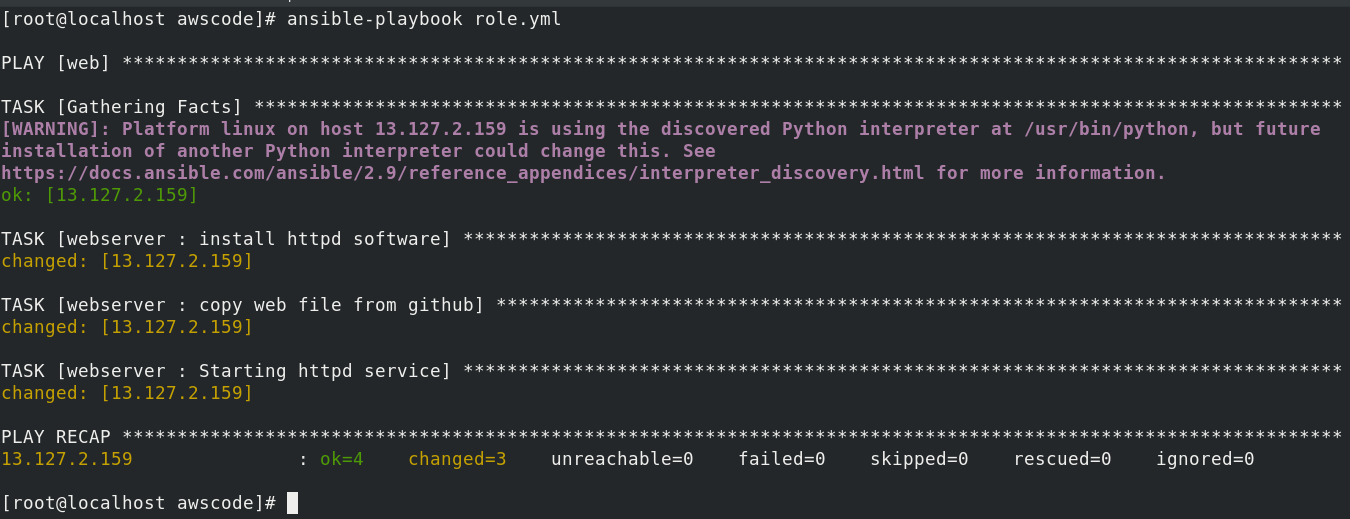 [root@localhost awscode]# ansible-playbook role.yml
PLAY [web] ***************************************************************************************************************
TASK [Gathering Facts] ***************************************************************************************************
[WARNING]: Platform linux on host 13.127.2.159 is using the discovered Python interpreter at /usr/bin/python, but future
installation of another Python interpreter could change this. See
https://docs.ansible.com/ansible/2.9/reference_appendices/interpreter_discovery.html for more information.
ok: [13.127.2.159]
TASK [webserver : install httpd software] ********************************************************************************
changed: [13.127.2.159]
TASK [webserver : copy web file from github] *****************************************************************************
changed: [13.127.2.159]
TASK [webserver : Starting httpd service] ********************************************************************************
changed: [13.127.2.159]
PLAY RECAP ***************************************************************************************************************
13.127.2.159               : ok=4    changed=3    unreachable=0    failed=0    skipped=0    rescued=0    ignored=0
[root@localhost awscode]#